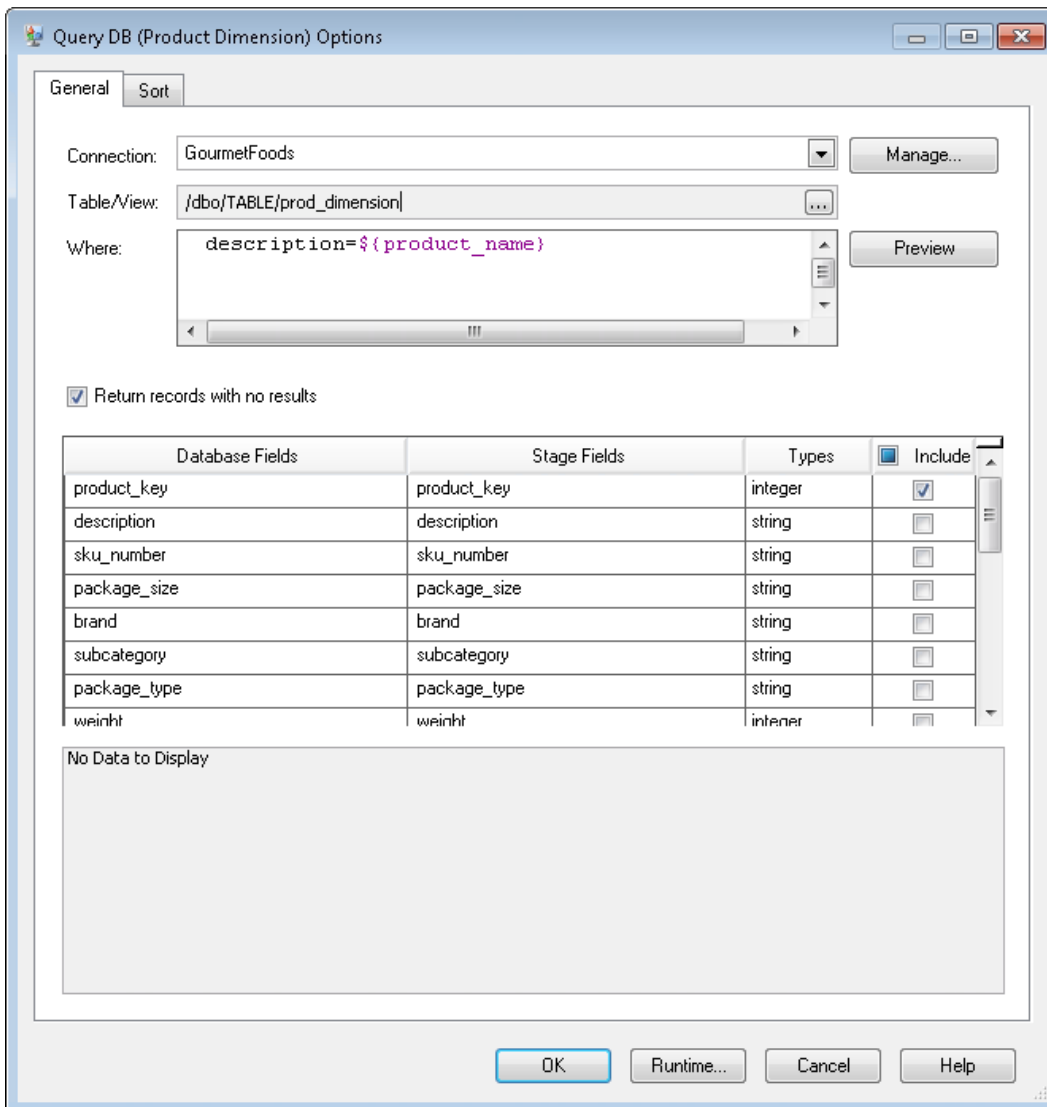 Query DB (Product Dimension) Options
General Sort
Connection: GourmetFoods Manage...
Table/View: /dbo/TABLE/prod_dimension ...
Where: description=${product_name} Preview
Return records with no results
Database Fields Stage Fields Types Include
product_key product_key integer
description description string
sku_number sku_number string
package_size package_size string
brand brand string
subcategory subcategory string
package_type package_type string
weight weight integer
No Data to Display
OK Runtime... Cancel Help